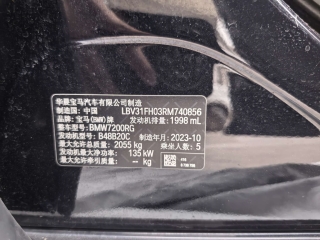 华晨宝马汽车有限公司制造
制造国：中国 LBV31FH03RM740856
品牌：宝马(BMW)牌 发动机排量：1998 mL
整车型号：BMW7200RG
发动机型号：B48B20C 制造年月：2023-10
最大允许总质量：2055 kg 乘坐人数：5
发动机最大净功率：135 kW
最大允许牵引质量：-- kg